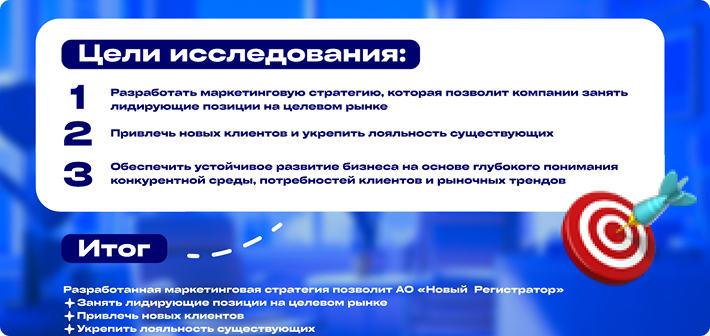 Цели исследования:
1 Разработать маркетинговую стратегию, которая позволит компании занять
лидирующие позиции на целевом рынке
2 Привлечь новых клиентов и укрепить лояльность существующих
3 Обеспечить устойчивое развитие бизнеса на основе глубокого понимания
конкурентной среды, потребностей клиентов и рыночных трендов
Итог
Разработанная маркетинговая стратегия позволит АО «Новый Регистратор»
Занять лидирующие позиции на целевом рынке
Привлечь новых клиентов
Укрепить лояльность существующих